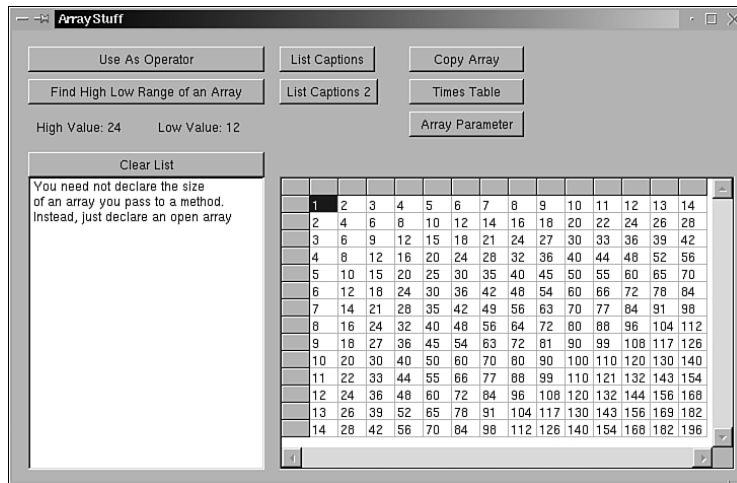 ArrayStuff
Use As Operator
List Captions
Copy Array
Find High Low Range of an Array
List Captions 2
Times Table
High Value: 24
Low Value: 12
Array Parameter
Clear List
You need not declare the size
of an array you pass to a method.
Instead, just declare an open array
1 2 3 4 5 6 7 8 9 10 11 12 13 14
2 4 6 8 10 12 14 16 18 20 22 24 26 28
3 6 9 12 15 18 21 24 27 30 33 36 39 42
4 8 12 16 20 24 28 32 36 40 44 48 52 56
5 10 15 20 25 30 35 40 45 50 55 60 65 70
6 12 18 24 30 36 42 48 54 60 66 72 78 84
7 14 21 28 35 42 49 56 63 70 77 84 91 98
8 16 24 32 40 48 56 64 72 80 88 96 104 112
9 18 27 36 45 54 63 72 81 90 99 108 117 126
10 20 30 40 50 60 70 80 90 100 110 120 130 140
11 22 33 44 55 66 77 88 99 110 121 132 143 154
12 24 36 48 60 72 84 96 108 120 132 144 156 168
13 26 39 52 65 78 91 104 117 130 143 156 169 182
14 28 42 56 70 84 98 112 126 140 154 168 182 196